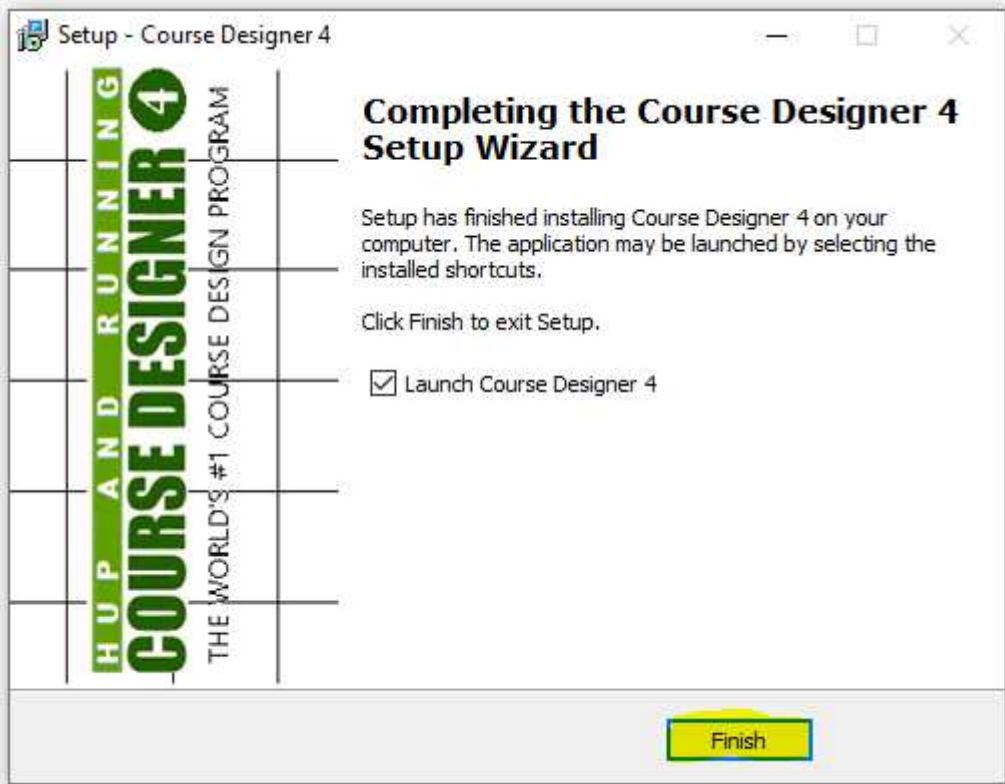 Setup - Course Designer 4
HUP AND RUNNING
COURSE DESIGNER 4
THE WORLD'S #1 COURSE DESIGN PROGRAM
Completing the Course Designer 4
Setup Wizard
Setup has finished installing Course Designer 4 on your
computer. The application may be launched by selecting the
installed shortcuts.
Click Finish to exit Setup.
Launch Course Designer 4
Finish